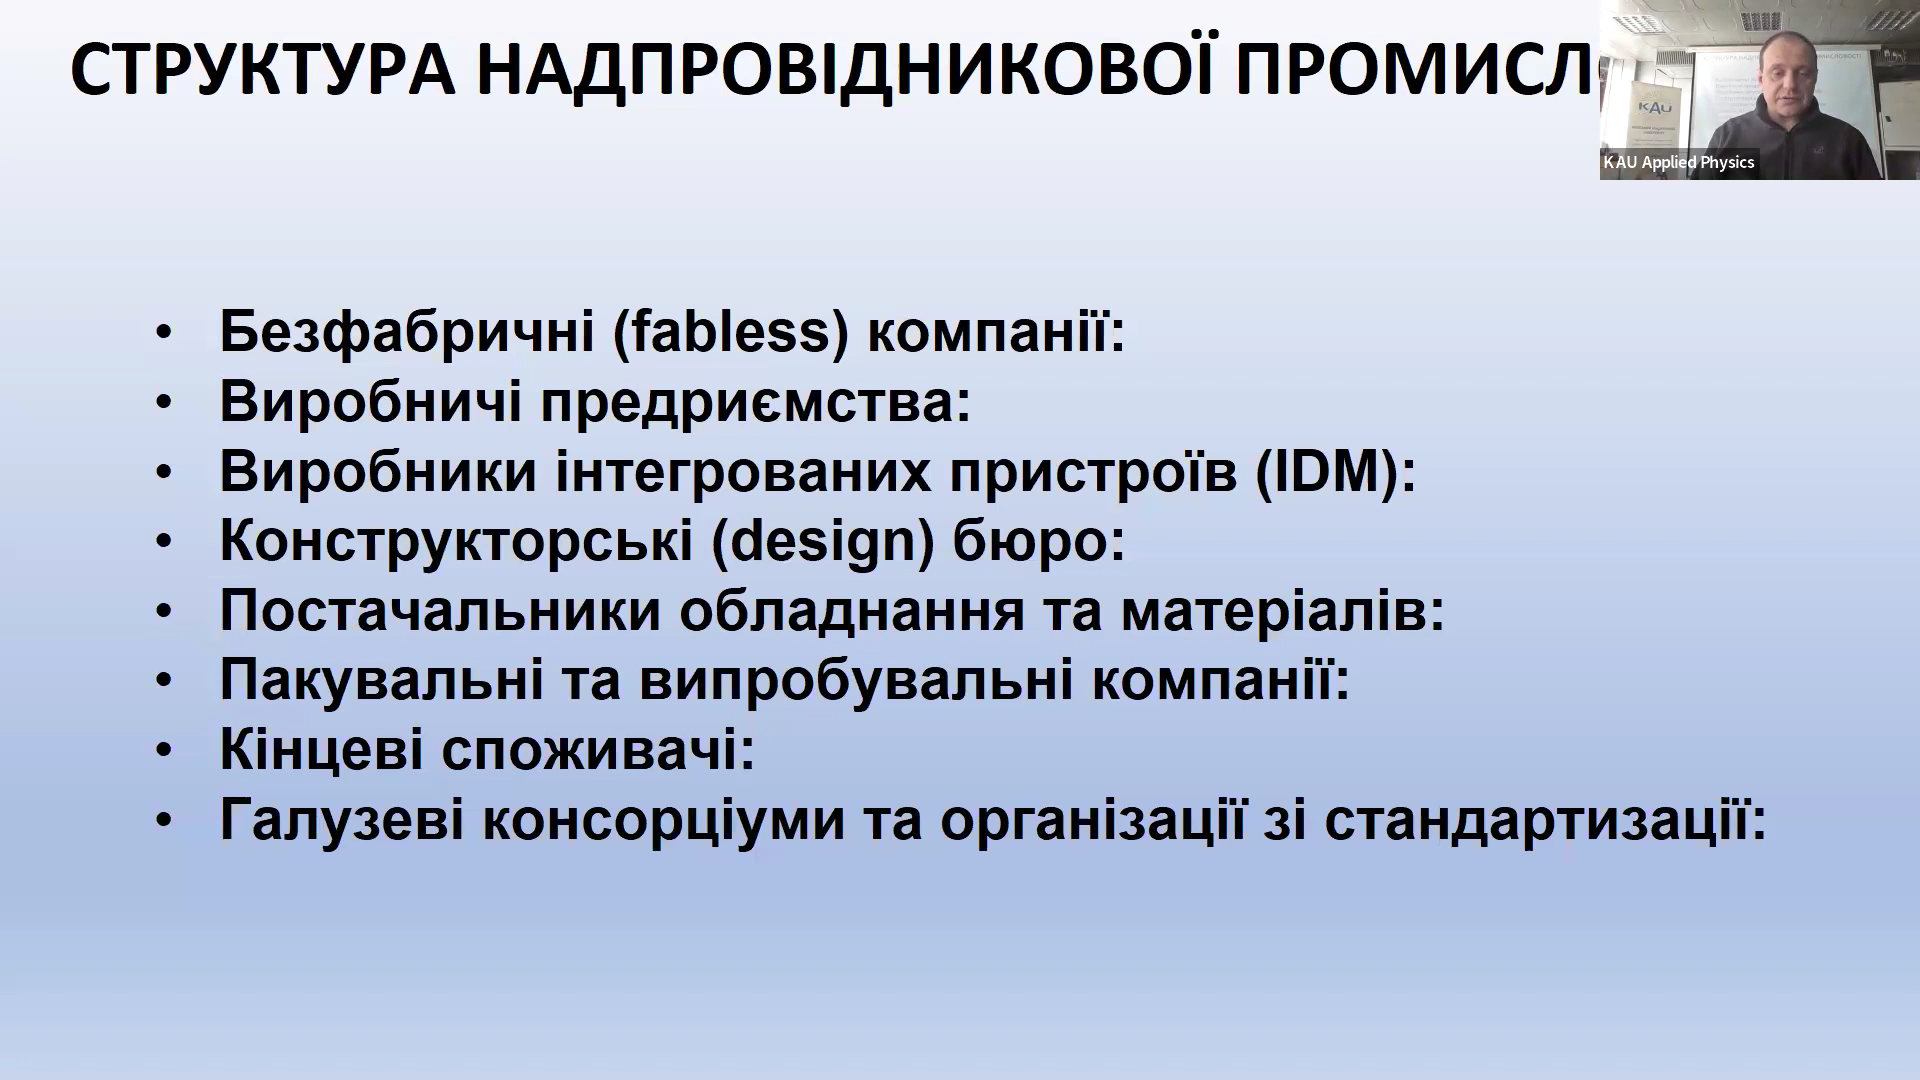 СТРУКТУРА НАДПРОВІДНИКОВОЇ ПРОМИСЛ
KAU
KAU Applied Physics
• Безфабричні (fabless) компанії:
• Виробничі предриємства:
• Виробники інтегрованих пристроїв (IDM):
• Конструкторські (design) бюро:
• Постачальники обладнання та матеріалів:
• Пакувальні та випробувальні компанії:
• Кінцеві споживачі:
• Галузеві консорціуми та організації зі стандартизації: